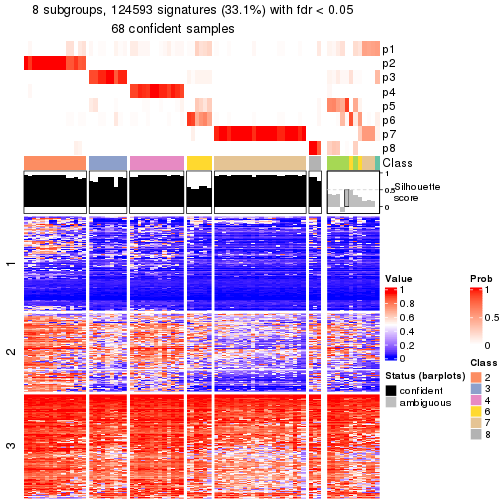 8 subgroups, 124593 signatures (33.1%) with fdr < 0.05
68 confident samples
p1
p2
p3
p4
p5
p6
p7
p8
Class
1
0.5
0
Silhouette
score
1
2
3
Value
1
0.8
0.6
0.4
0.2
0
Status (barplots)
confident
ambiguous
Prob
1
0.5
0
Class
2
3
4
6
7
8